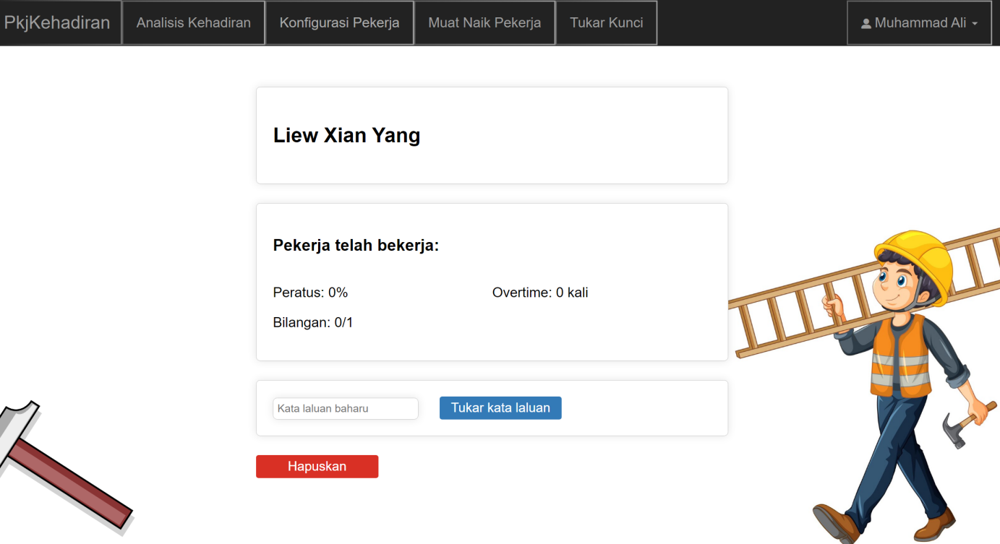 PkjKehadiran
Analisis Kehadiran
Konfigurasi Pekerja
Muat Naik Pekerja
Tukar Kunci
Muhammad Ali
Liew Xian Yang
Pekerja telah bekerja:
Peratus: 0%
Overtime: 0 kali
Bilangan: 0/1
Kata laluan baharu
Tukar kata laluan
Hapuskan